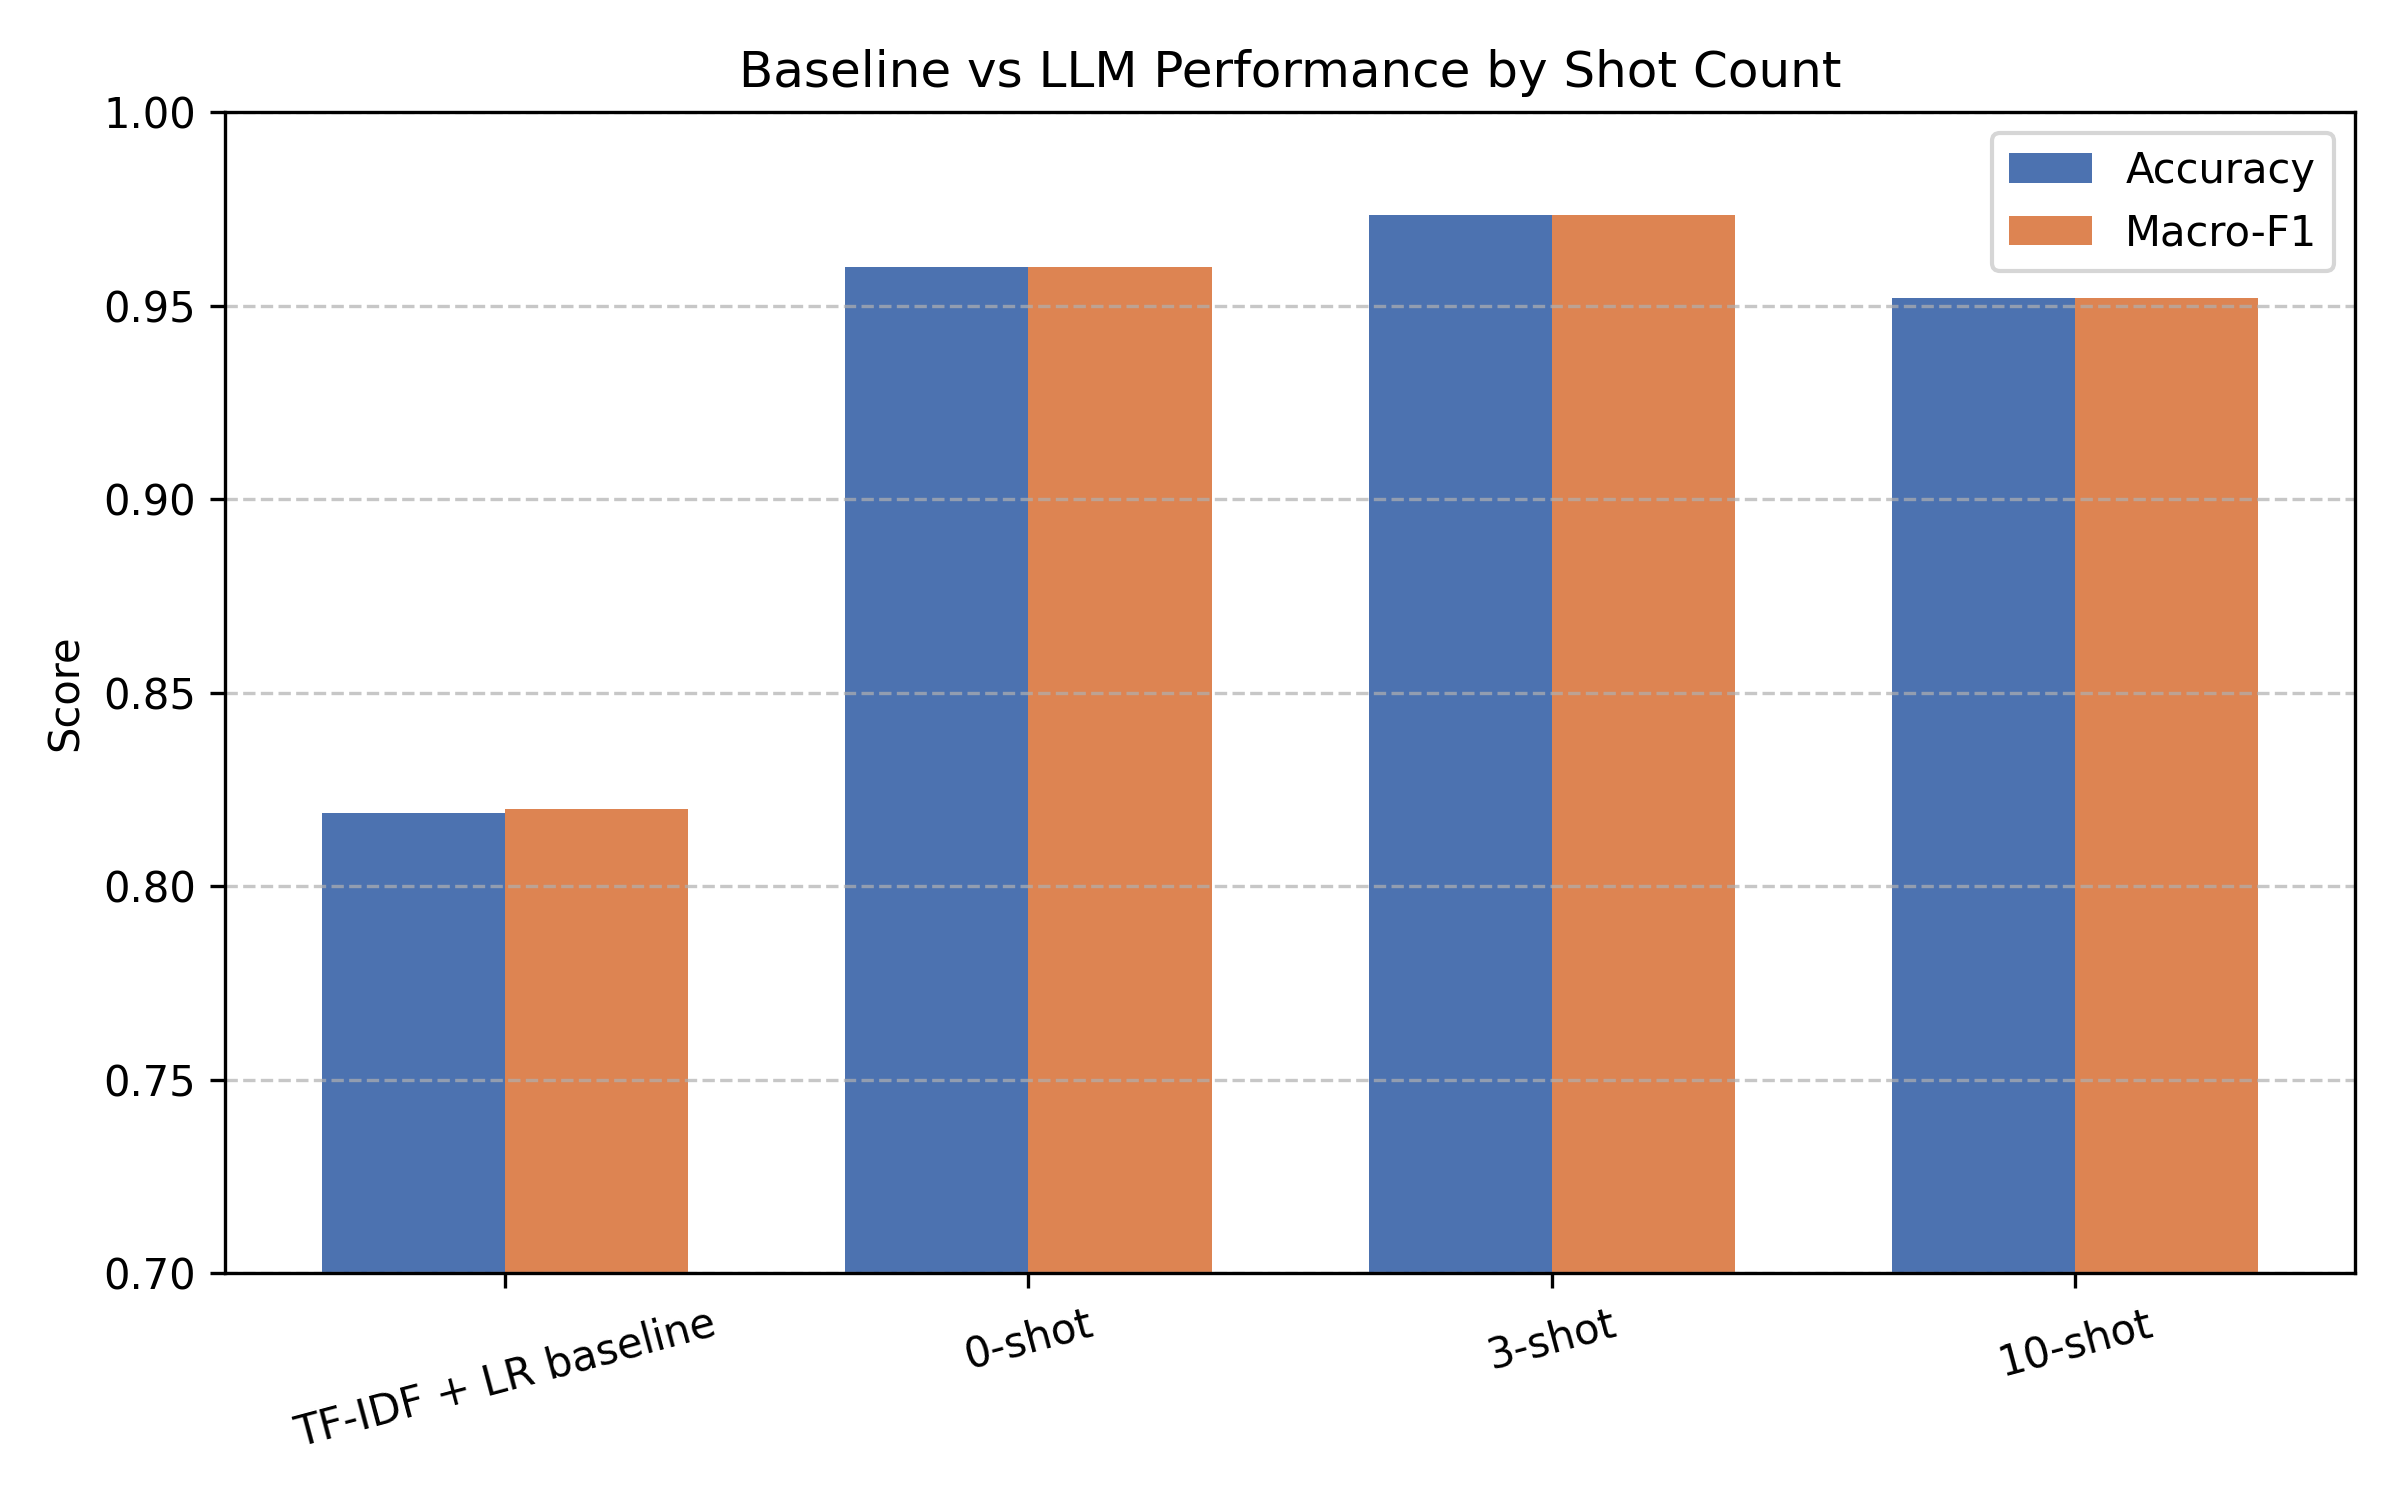 Baseline vs LLM Performance by Shot Count
Accuracy
Macro-F1
Score
1.00
0.95
0.90
0.85
0.80
0.75
0.70
TF-IDF + LR baseline
0-shot
3-shot
10-shot